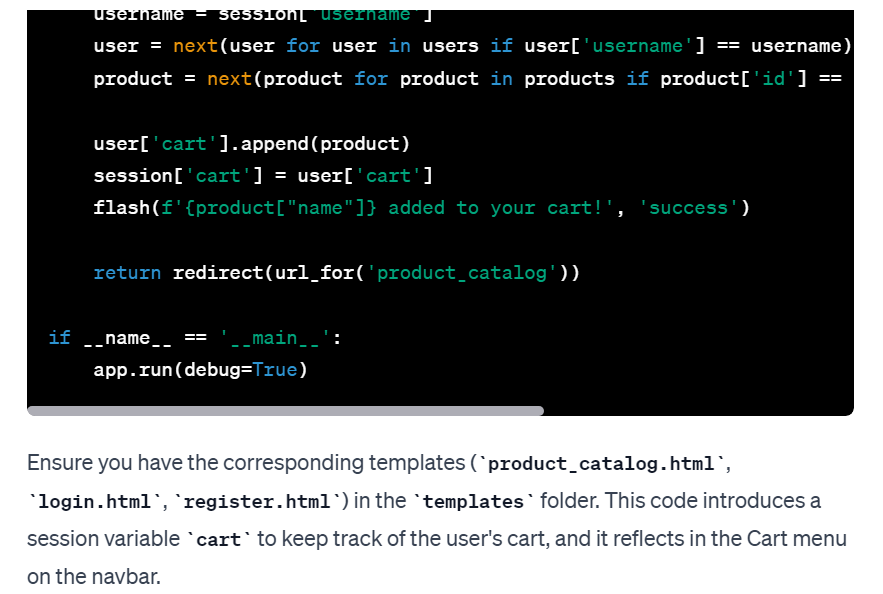 username = session['username']
user = next(user for user in users if user['username'] == username)
product = next(product for product in products if product['id'] ==
user['cart'].append(product)
session['cart'] = user['cart']
flash(f'{product["name"]} added to your cart!', 'success')
return redirect(url_for('product_catalog'))
if __name__ == '__main__':
app.run(debug=True)
Ensure you have the corresponding templates (`product_catalog.html`,
`login.html`, `register.html`) in the `templates` folder. This code introduces a
session variable `cart` to keep track of the user's cart, and it reflects in the Cart menu
on the navbar.